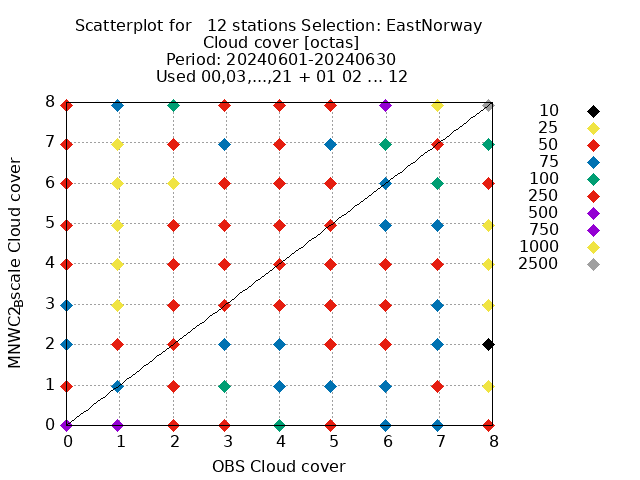 Scatterplot for   12 stations Selection: EastNorway
Cloud cover [octas]
Period: 20240601-20240630
Used 00,03,...,21 + 01 02 ... 12
MNWC2Bscale Cloud cover
8
7
6
5
4
3
2
1
0
0 1 2 3 4 5 6 7 8
OBS Cloud cover
10
25
50
75
100
250
500
750
1000
2500